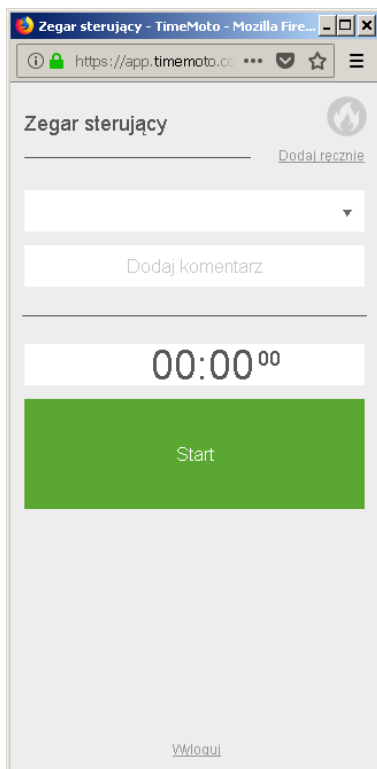 Zegar sterujący - TimeMoto - Mozilla Fire...
https://app.timemoto.co
Zegar sterujący
Dodaj ręcznie
Dodaj komentarz
00:00 00
Start
Wyloguj